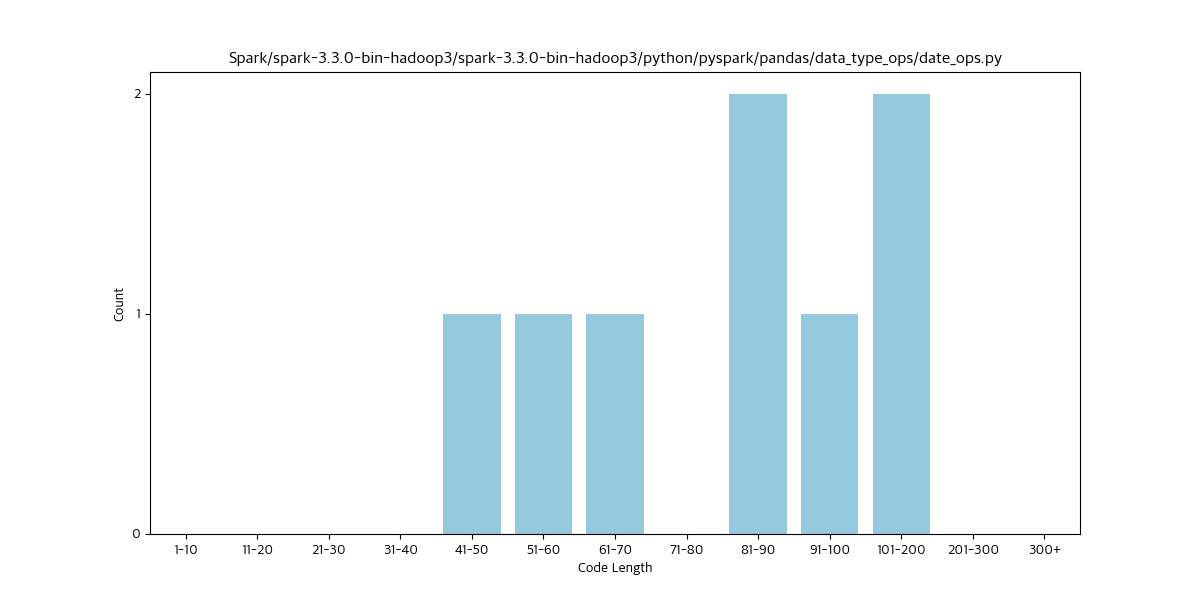 Spark/spark-3.3.0-bin-hadoop3/spark-3.3.0-bin-hadoop3/python/pyspark/pandas/data_type_ops/date_ops.py
2
1
0
Count
1-10 11-20 21-30 31-40 41-50 51-60 61-70 71-80 81-90 91-100 101-200 201-300 300+
Code Length